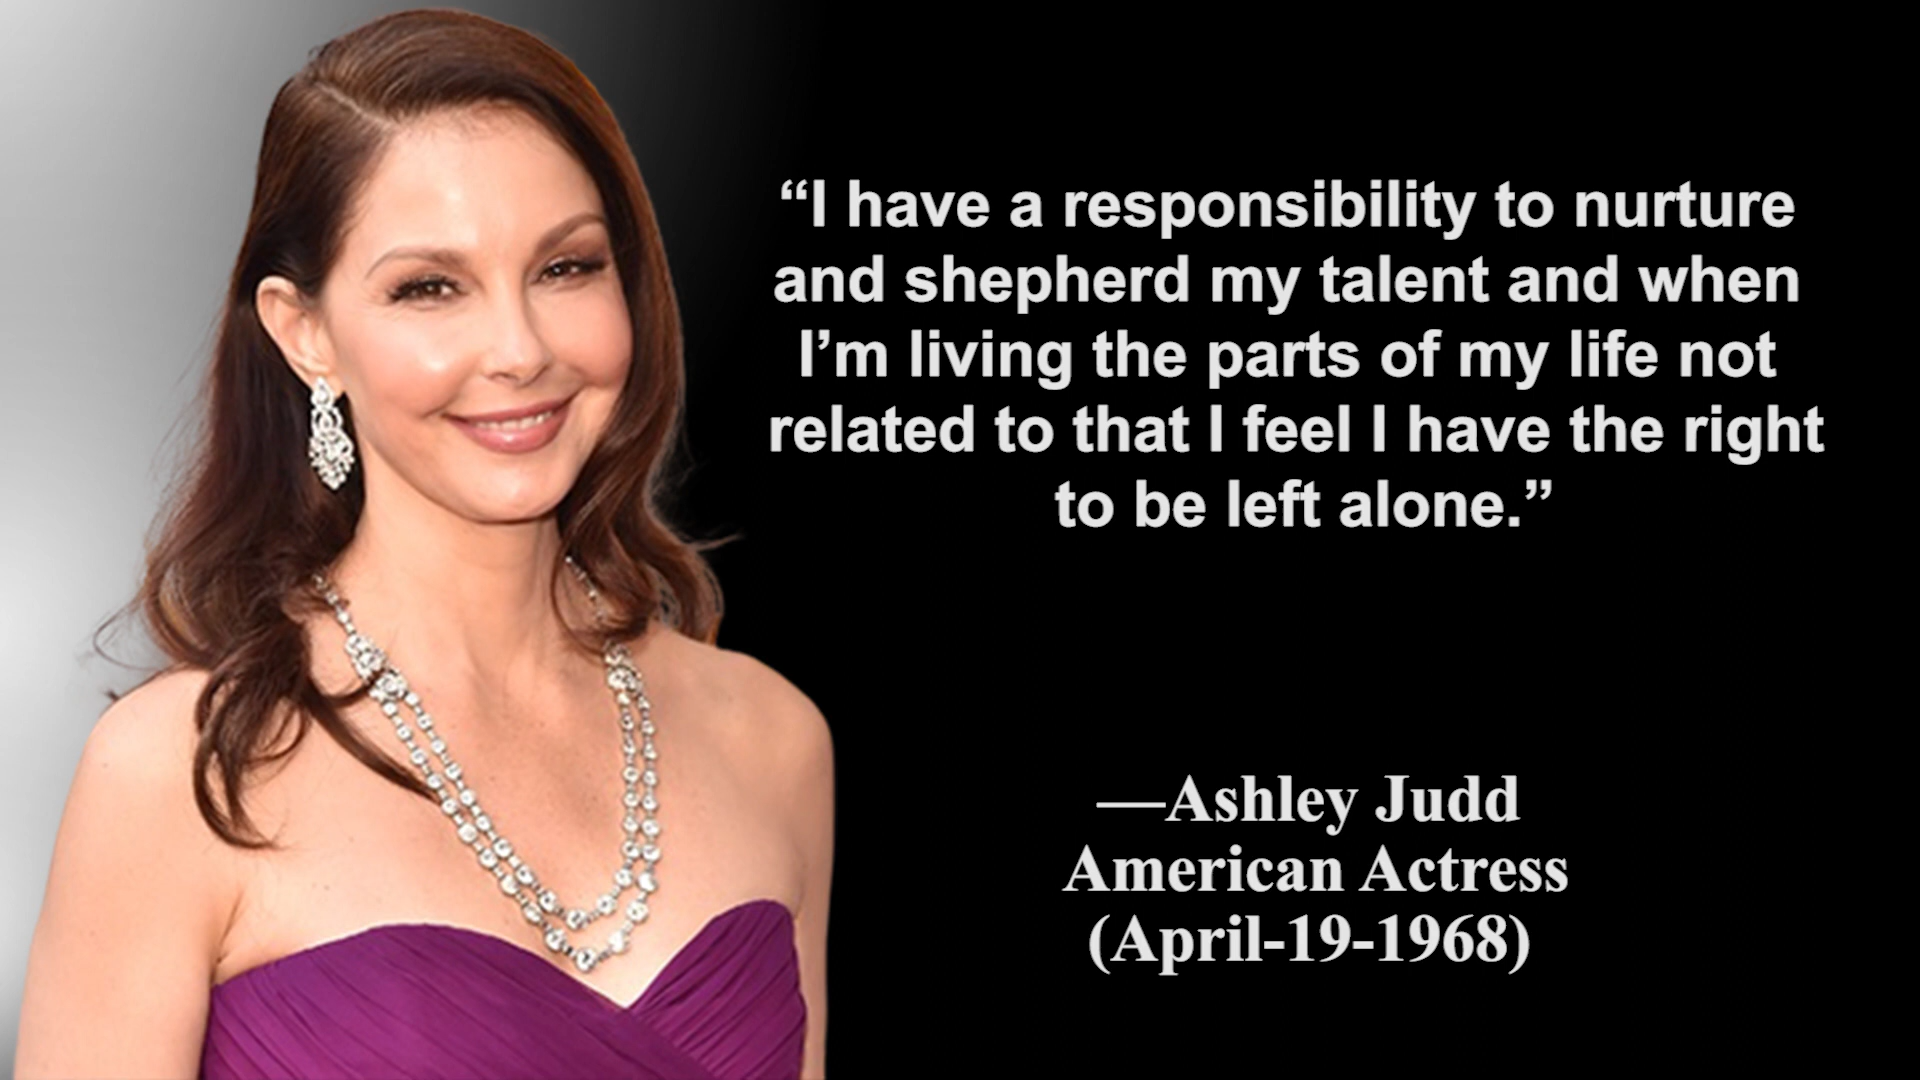 “I have a responsibility to nurture
and shepherd my talent and when
I’m living the parts of my life not
related to that I feel I have the right
to be left alone.”
—Ashley Judd
American Actress
(April-19-1968)